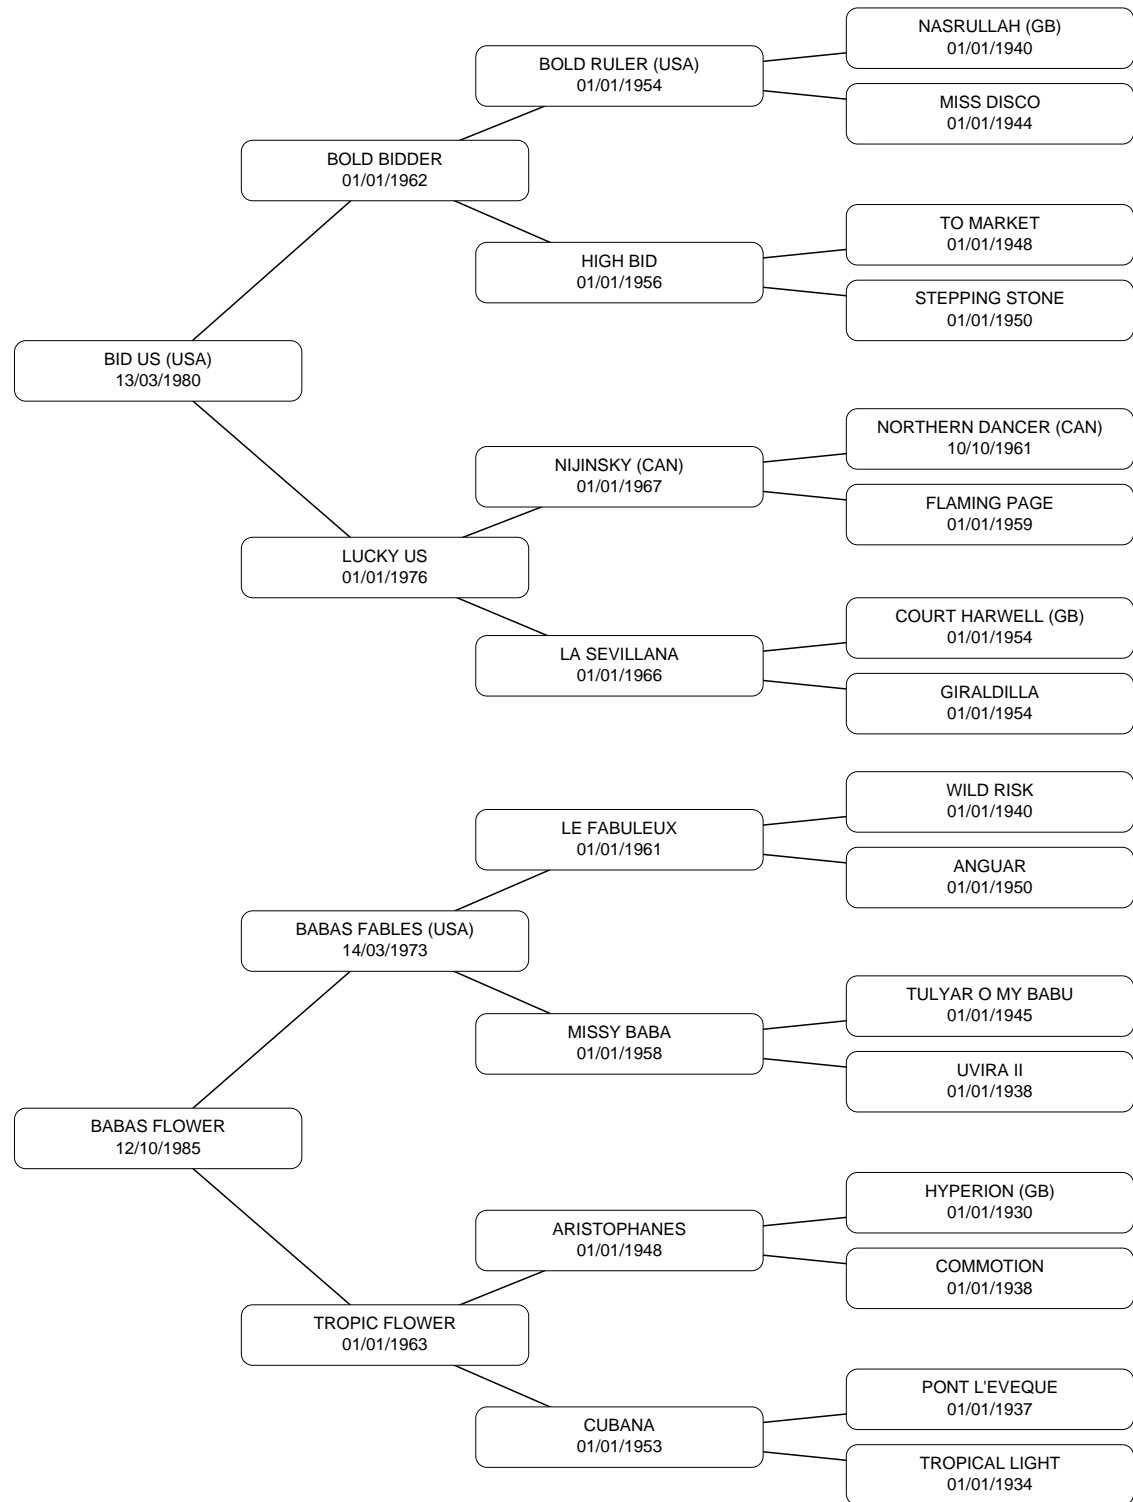 NASRULLAH (GB)
01/01/1940
BOLD RULER (USA)
01/01/1954
MISS DISCO
01/01/1944
BOLD BIDDER
01/01/1962
TO MARKET
01/01/1948
HIGH BID
01/01/1956
STEPPING STONE
01/01/1950
BID US (USA)
13/03/1980
NORTHERN DANCER (CAN)
10/10/1961
NIJINSKY (CAN)
01/01/1967
FLAMING PAGE
01/01/1959
LUCKY US
01/01/1976
COURT HARWELL (GB)
01/01/1954
LA SEVILLANA
01/01/1966
GIRALDILLA
01/01/1954
WILD RISK
01/01/1940
LE FABULEUX
01/01/1961
ANGUAR
01/01/1950
BABAS FABLES (USA)
14/03/1973
TULYAR O MY BABU
01/01/1945
MISSY BABA
01/01/1958
UVIRA II
01/01/1938
BABAS FLOWER
12/10/1985
HYPERION (GB)
01/01/1930
ARISTOPHANES
01/01/1948
COMMOTION
01/01/1938
TROPIC FLOWER
01/01/1963
PONT L'EVEQUE
01/01/1937
CUBANA
01/01/1953
TROPICAL LIGHT
01/01/1934